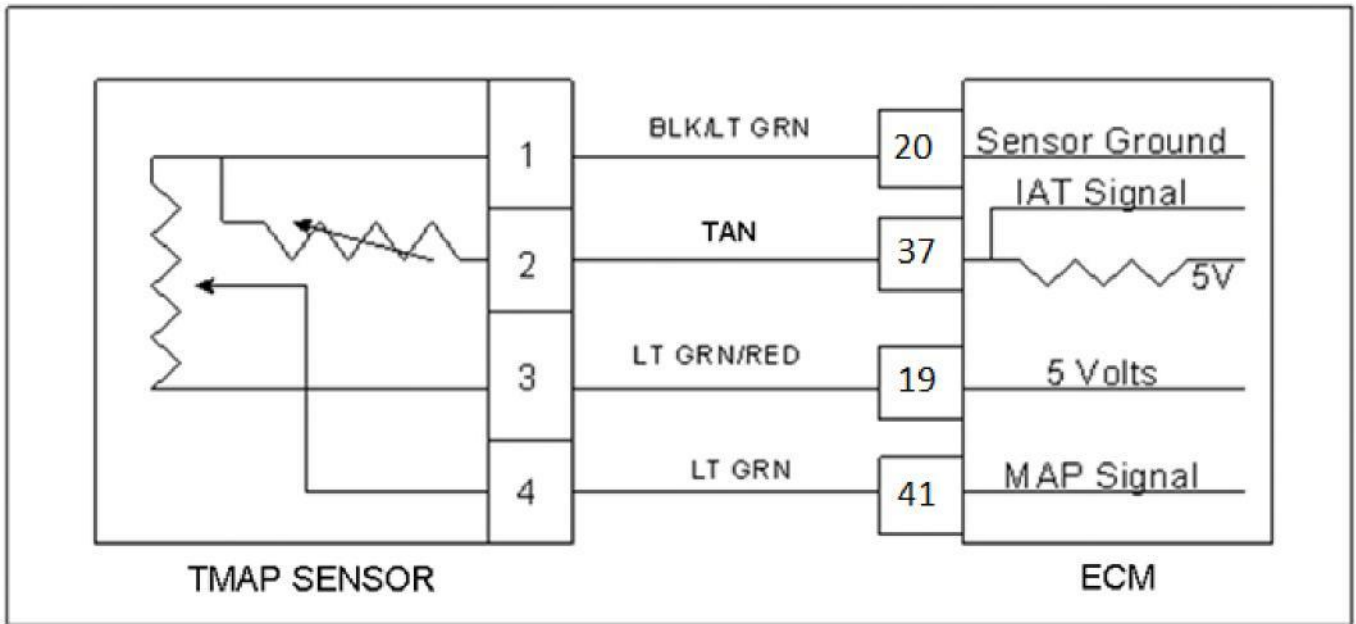 1
BLK/LT GRN
20
Sensor Ground
IAT Signal
2
TAN
37
5V
3
LT GRN/RED
19
5 Volts
4
LT GRN
41
MAP Signal
TMAP SENSOR
ECM